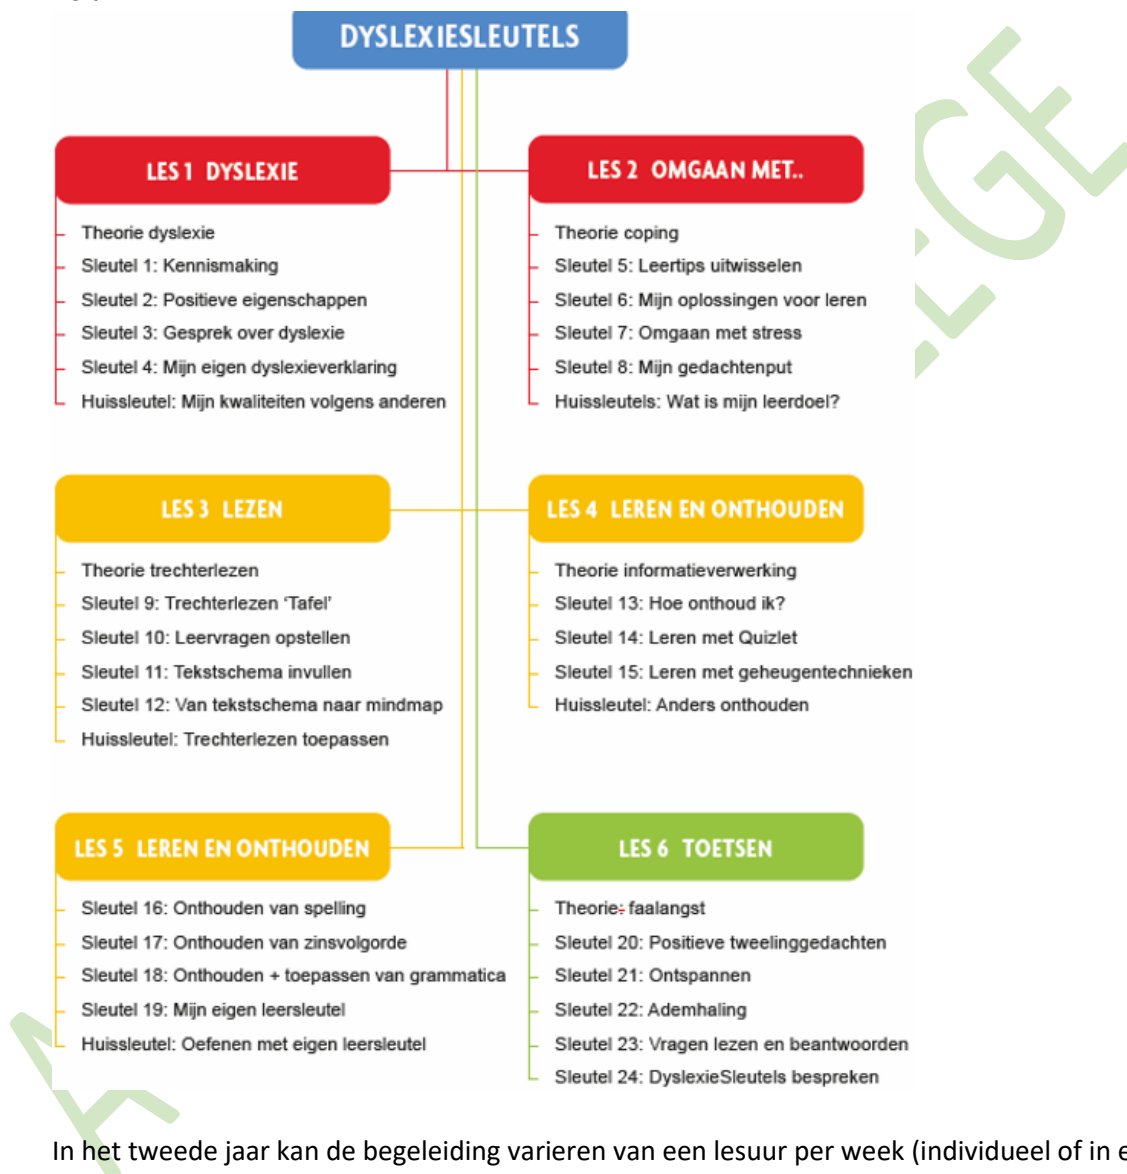 DYSLEXIESLEUTELS
LES 1 DYSLEXIE
Theorie dyslexie
Sleutel 1: Kennismaking
Sleutel 2: Positieve eigenschappen
Sleutel 3: Gesprek over dyslexie
Sleutel 4: Mijn eigen dyslexieverklaring
Huissleutel: Mijn kwaliteiten volgens anderen
LES 2 OMGAAN MET..
Theorie coping
Sleutel 5: Leertips uitwisselen
Sleutel 6: Mijn oplossingen voor leren
Sleutel 7: Omgaan met stress
Sleutel 8: Mijn gedachtenput
Huissleutels: Wat is mijn leerdoel?
LES 3 LEZEN
Theorie trechterlezen
Sleutel 9: Trechterlezen ‘Tafel’
Sleutel 10: Leervragen opstellen
Sleutel 11: Tekstschema invullen
Sleutel 12: Van tekstschema naar mindmap
Huissleutel: Trechterlezen toepassen
LES 4 LEREN EN ONTHOUDEN
Theorie informatieverwerking
Sleutel 13: Hoe onthoud ik?
Sleutel 14: Leren met Quizlet
Sleutel 15: Leren met geheugentechnieken
Huissleutel: Anders onthouden
LES 5 LEREN EN ONTHOUDEN
Sleutel 16: Onthouden van spelling
Sleutel 17: Onthouden van zinsvolgorde
Sleutel 18: Onthouden + toepassen van grammatica
Sleutel 19: Mijn eigen leersleutel
Huissleutel: Oefenen met eigen leersleutel
LES 6 TOETSEN
Theorie: faalangst
Sleutel 20: Positieve tweelinggedachten
Sleutel 21: Ontspannen
Sleutel 22: Ademhaling
Sleutel 23: Vragen lezen en beantwoorden
Sleutel 24: DyslexieSleutels bespreken
In het tweede jaar kan de begeleiding varieren van een lesuur per week (individueel of in